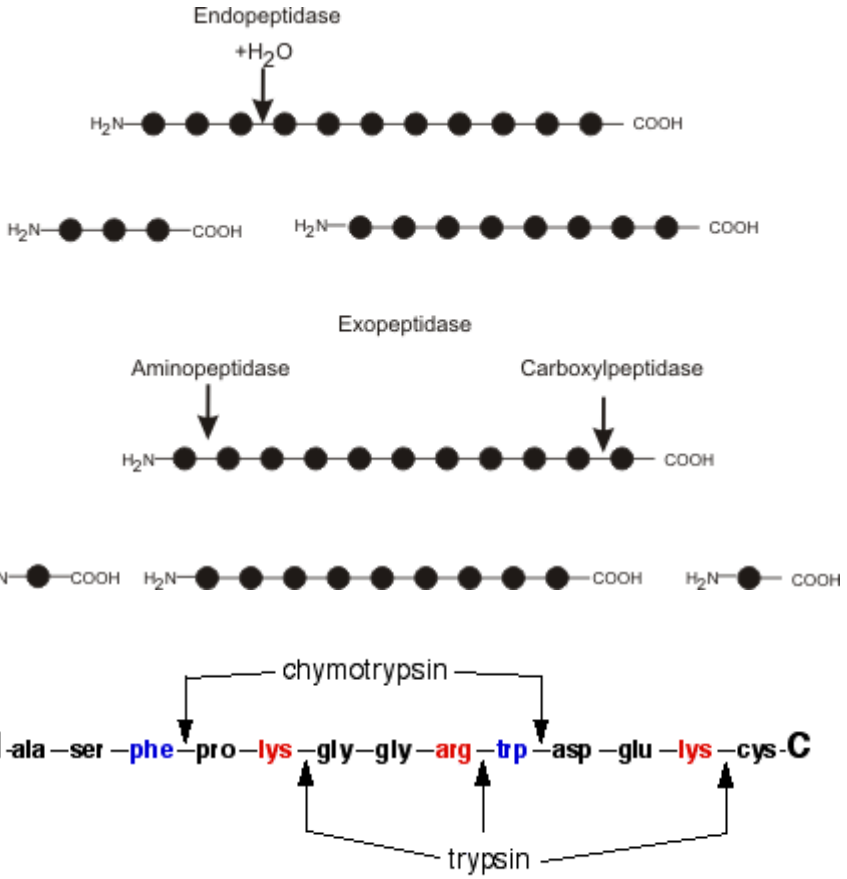 Endopeptidase
+H₂O
H₂N COOH
H₂N COOH H₂N COOH
Exopeptidase
Aminopeptidase Carboxylpeptidase
H₂N COOH
COOH H₂N COOH H₂N COOH
chymotrypsin
-ala-ser-phe-pro-lys-gly-gly-arg-trp-asp-glu-lys-cys-C
trypsin